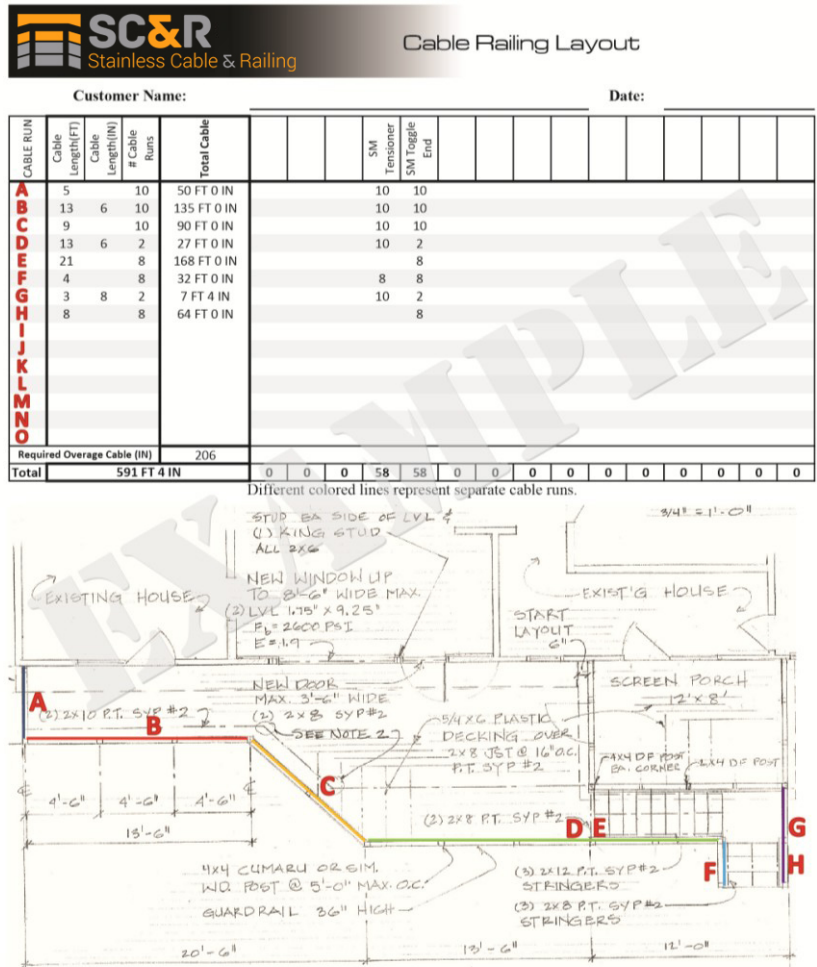 SC&R
Stainless Cable & Railing
Cable Railing Layout
Customer Name:
Date:
CABLE RUN
Cable Length(FT)
Cable Length(IN)
# Cable Runs
Total Cable
SM Tensioner
SM Toggle End
A 5 10 50 FT 0 IN 10 10
B 13 6 10 135 FT 0 IN 10 10
C 9 10 90 FT 0 IN 10 10
D 13 6 2 27 FT 0 IN 10 2
E 21 8 168 FT 0 IN 8
F 4 8 32 FT 0 IN 8 8
G 3 8 2 7 FT 4 IN 10 2
H 8 8 64 FT 0 IN 8
I
J
K
L
M
N
O
Required Overage Cable (IN) 206
Total 591 FT 4 IN 0 0 0 58 58 0 0 0 0 0 0 0 0 0 0
Different colored lines represent separate cable runs.
EXAMPLE
STUD EA SIDE OF LVL &
(1) KING STUD
ALL 2X6
3/4" = 1'-0"
EXISTING HOUSE
NEW WINDOW UP
TO 8'-6" WIDE MAX.
(2) LVL 1.75" X 9.25"
Fb = 2600 PSI
E = 1.9
EXIST'G HOUSE
START
LAYOUT
6"
A
NEW DOOR
MAX. 3'-6" WIDE
(2) 2X8 SYP#2
SEE NOTE 2
SCREEN PORCH
12' X 8'
(2) 2X10 P.T. SYP #2
B
5/4 X 6 PLASTIC
DECKING OVER
2X8 JST @ 16" O.C.
P.T. SYP #2
4X4 DF POST
EA. CORNER
4X4 DF POST
C
4'-6" 4'-6" 4'-6"
13'-6"
(2) 2X8 P.T. SYP #2
D E
G
F
H
4X4 CUMARU OR SIM.
WD. POST @ 5'-0" MAX. O.C.
GUARDRAIL 36" HIGH
(3) 2X12 P.T. SYP #2
STRINGERS
(3) 2X8 P.T. SYP #2
STRINGERS
20'-6" 13'-6" 12'-0"